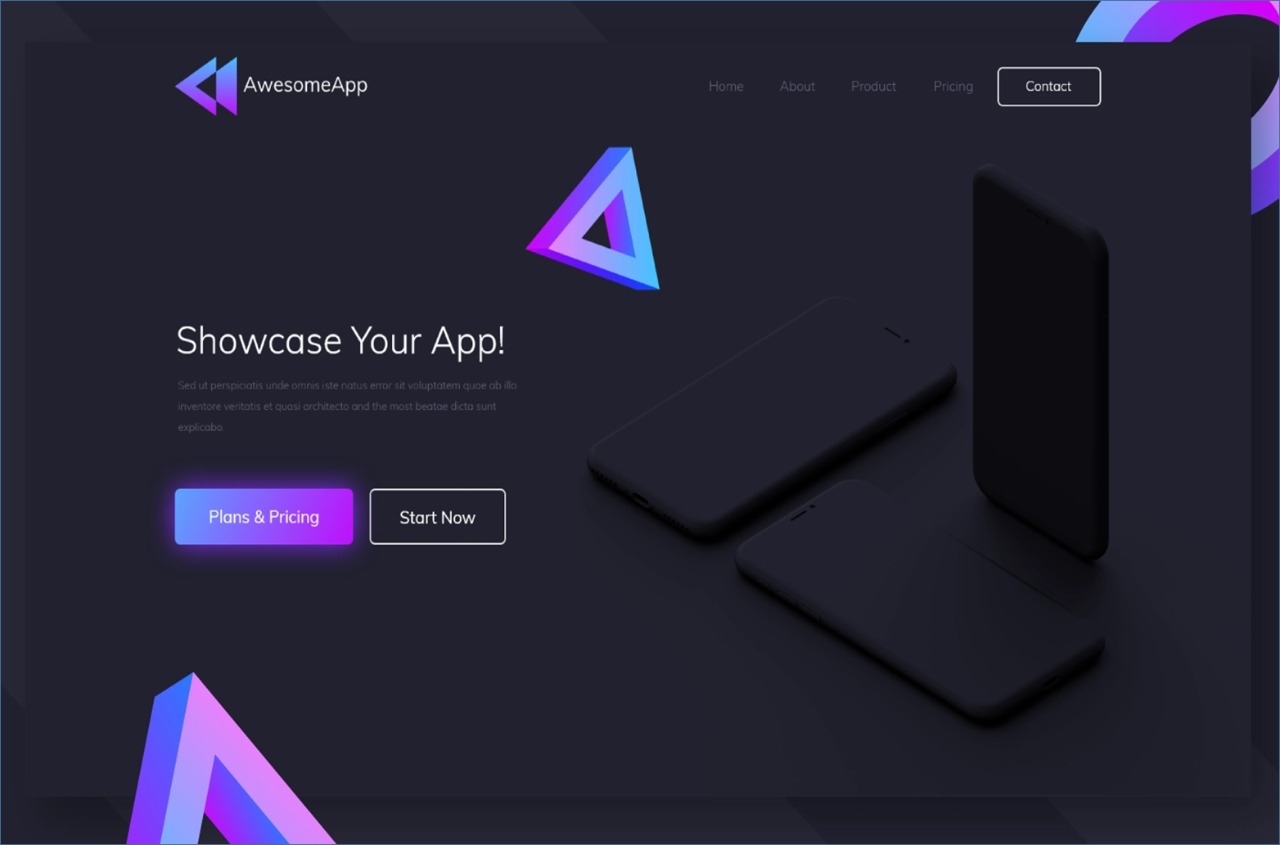 AwesomeApp
Home About Product Pricing Contact
Showcase Your App!
Sed ut perspiciatis unde omnis iste natus error sit voluptatem quae ab illo
inventore veritatis et quasi architecto and the most beatae dicta sunt
explicabo.
Plans & Pricing Start Now